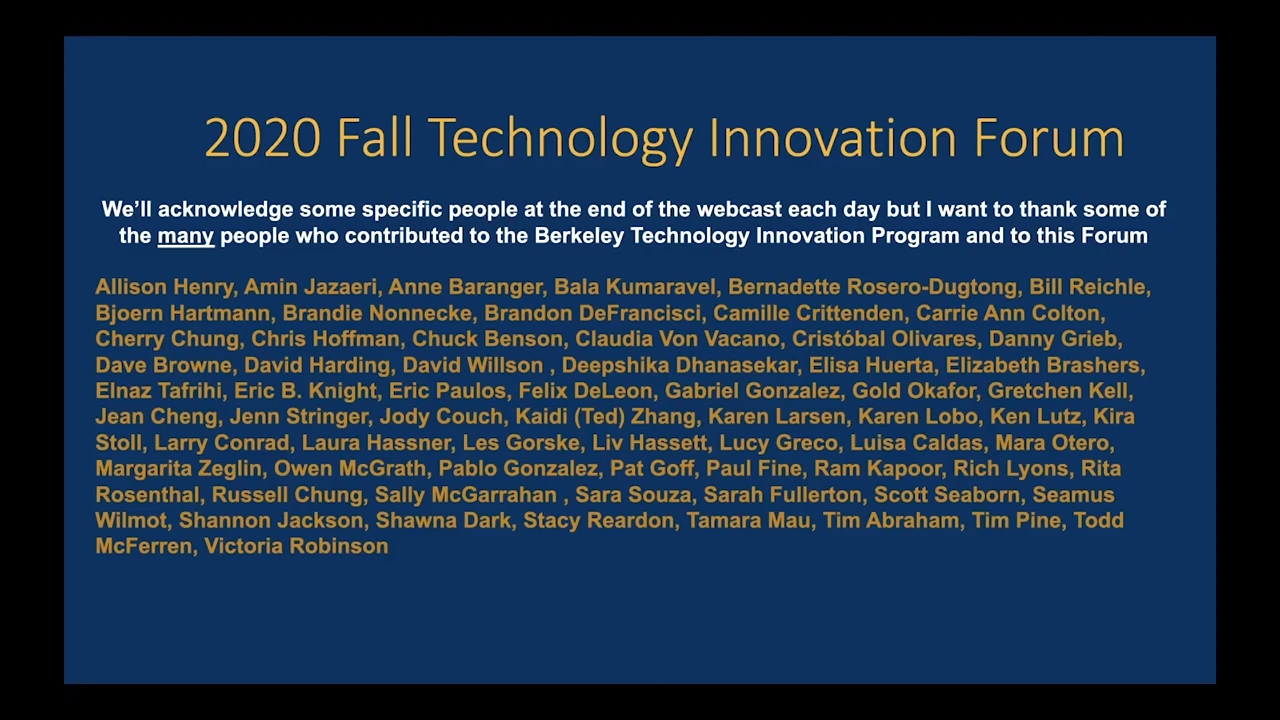 2020 Fall Technology Innovation Forum
We’ll acknowledge some specific people at the end of the webcast each day but I want to thank some of
the many people who contributed to the Berkeley Technology Innovation Program and to this Forum
Allison Henry, Amin Jazaeri, Anne Baranger, Bala Kumaravel, Bernadette Rosero-Dugtong, Bill Reichle,
Bjoern Hartmann, Brandie Nonnecke, Brandon DeFrancisci, Camille Crittenden, Carrie Ann Colton,
Cherry Chung, Chris Hoffman, Chuck Benson, Claudia Von Vacano, Cristóbal Olivares, Danny Grieb,
Dave Browne, David Harding, David Willson , Deepshika Dhanasekar, Elisa Huerta, Elizabeth Brashers,
Elnaz Tafrihi, Eric B. Knight, Eric Paulos, Felix DeLeon, Gabriel Gonzalez, Gold Okafor, Gretchen Kell,
Jean Cheng, Jenn Stringer, Jody Couch, Kaidi (Ted) Zhang, Karen Larsen, Karen Lobo, Ken Lutz, Kira
Stoll, Larry Conrad, Laura Hassner, Les Gorske, Liv Hassett, Lucy Greco, Luisa Caldas, Mara Otero,
Margarita Zeglin, Owen McGrath, Pablo Gonzalez, Pat Goff, Paul Fine, Ram Kapoor, Rich Lyons, Rita
Rosenthal, Russell Chung, Sally McGarrahan , Sara Souza, Sarah Fullerton, Scott Seaborn, Seamus
Wilmot, Shannon Jackson, Shawna Dark, Stacy Reardon, Tamara Mau, Tim Abraham, Tim Pine, Todd
McFerren, Victoria Robinson